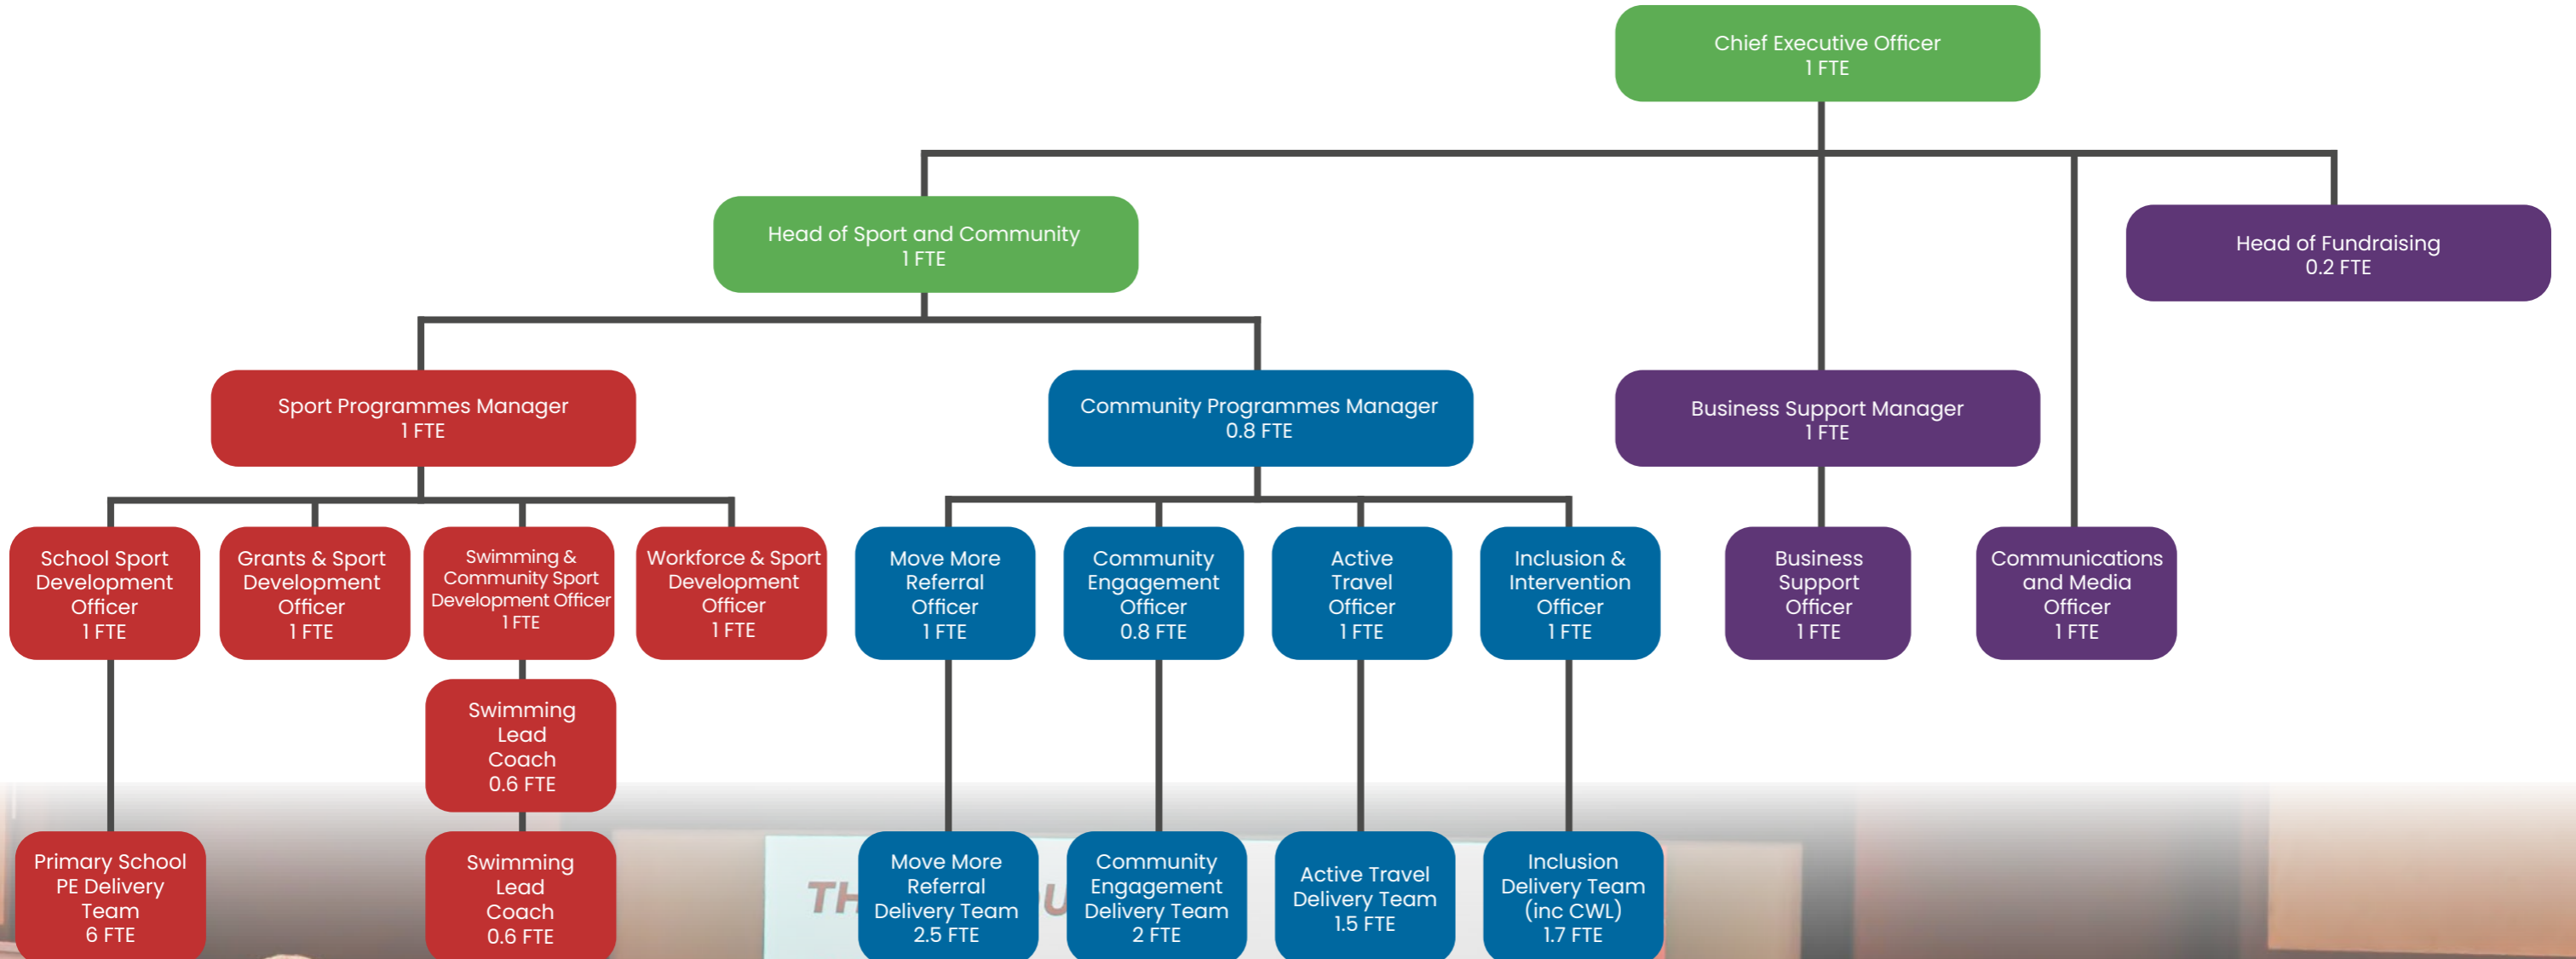 Chief Executive Officer
1 FTE
Head of Sport and Community
1 FTE
Head of Fundraising
0.2 FTE
Sport Programmes Manager
1 FTE
Community Programmes Manager
0.8 FTE
Business Support Manager
1 FTE
School Sport
Development
Officer
1 FTE
Grants & Sport
Development
Officer
1 FTE
Swimming &
Community Sport
Development Officer
1 FTE
Workforce & Sport
Development
Officer
1 FTE
Move More
Referral
Officer
1 FTE
Community
Engagement
Officer
0.8 FTE
Active
Travel
Officer
1 FTE
Inclusion &
Intervention
Officer
1 FTE
Business
Support
Officer
1 FTE
Communications
and Media
Officer
1 FTE
Swimming
Lead
Coach
0.6 FTE
Primary School
PE Delivery
Team
6 FTE
Swimming
Lead
Coach
0.6 FTE
Move More
Referral
Delivery Team
2.5 FTE
Community
Engagement
Delivery Team
2 FTE
Active Travel
Delivery Team
1.5 FTE
Inclusion
Delivery Team
(inc CWL)
1.7 FTE